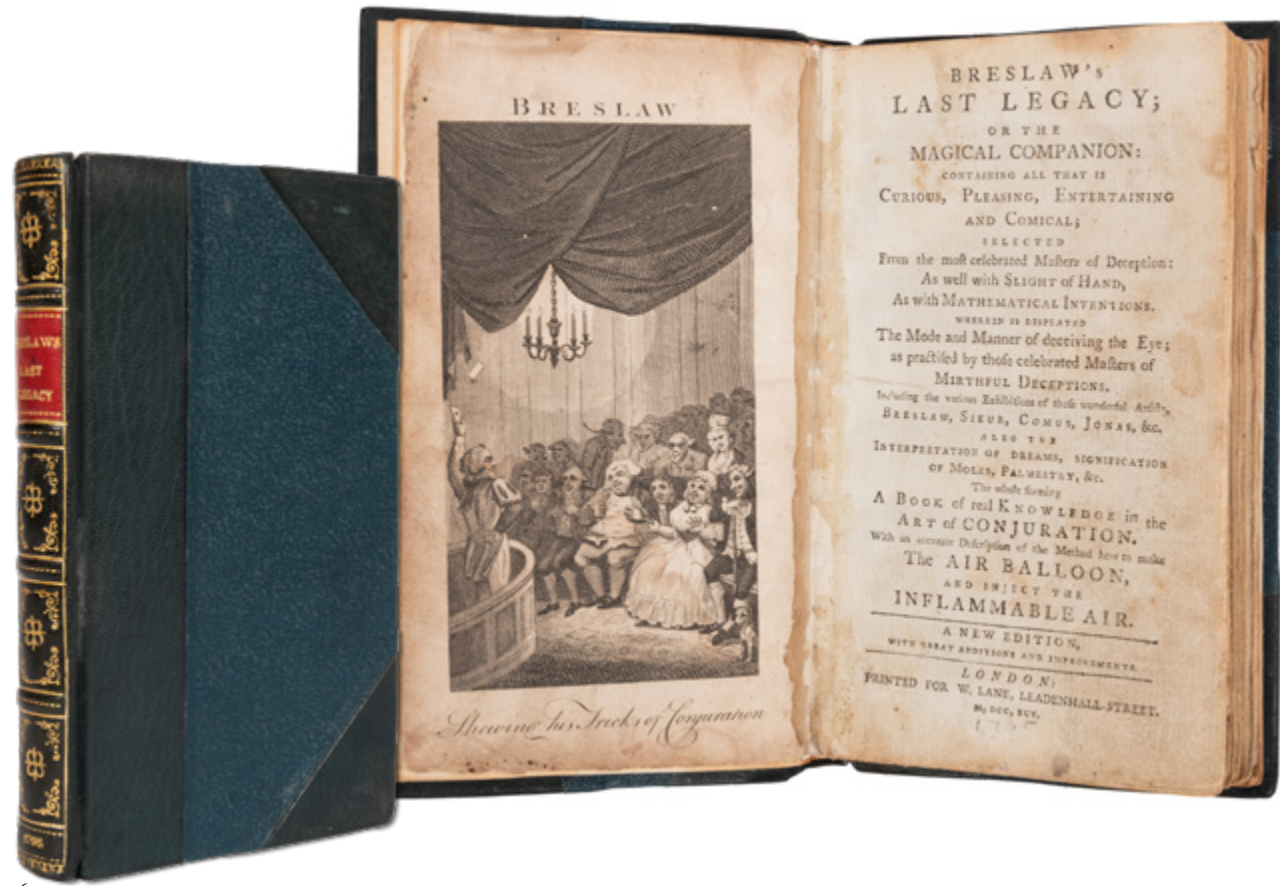 BRESLAW'S
LAST
LEGACY
1795
BRESLAW
Shewing his Tricks of Conjuration
BRESLAW's
LAST LEGACY;
OR THE
MAGICAL COMPANION:
CONTAINING ALL THAT IS
CURIOUS, PLEASING, ENTERTAINING
AND COMICAL;
SELECTED
From the moſt celebrated Maſters of Deception:
As well with SLIGHT of HAND,
As with MATHEMATICAL INVENTIONS.
WHEREIN IS DISPLAYED
The Mode and Manner of deceiving the Eye;
as practiſed by thoſe celebrated Maſters of
MIRTHFUL DECEPTIONS.
Including the various Exhibitions of thoſe wonderful Artiſts,
BRESLAW, SIEUR, COMUS, JONAS, &c.
ALSO THE
INTERPRETATION OF DREAMS, SIGNIFICATION
OF MOLES, PALMESTRY, &c.
The whole forming
A BOOK of real KNOWLEDGE in the
ART of CONJURATION.
With an accurate Deſcription of the Method how to make
The AIR BALLOON,
AND INJECT THE
INFLAMMABLE AIR.
A NEW EDITION,
WITH GREAT ADDITIONS AND IMPROVEMENTS.
LONDON:
PRINTED FOR W. LANE, LEADENHALL-STREET.
M, DCC, XCV.
1795